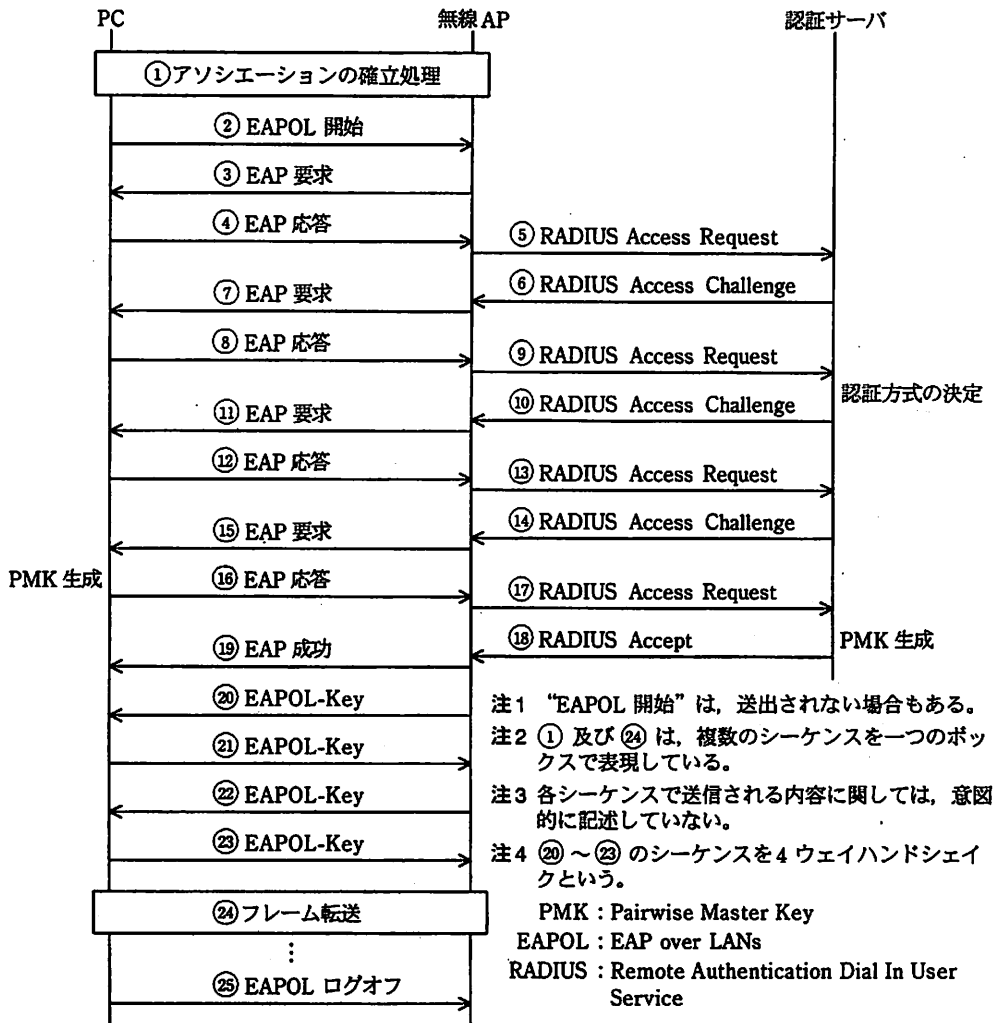 PC
無線AP
認証サーバ
①アソシエーションの確立処理
② EAPOL 開始
③ EAP 要求
④ EAP 応答
⑤ RADIUS Access Request
⑥ RADIUS Access Challenge
⑦ EAP 要求
⑧ EAP 応答
⑨ RADIUS Access Request
認証方式の決定
⑩ RADIUS Access Challenge
⑪ EAP 要求
⑫ EAP 応答
⑬ RADIUS Access Request
⑭ RADIUS Access Challenge
⑮ EAP 要求
PMK 生成
⑯ EAP 応答
⑰ RADIUS Access Request
⑱ RADIUS Accept
PMK 生成
⑲ EAP 成功
⑳ EAPOL-Key
㉑ EAPOL-Key
㉒ EAPOL-Key
㉓ EAPOL-Key
㉔フレーム転送
⋮
㉕ EAPOL ログオフ
注1 “EAPOL 開始”は，送出されない場合もある。
注2 ① 及び ㉔ は，複数のシーケンスを一つのボッ
クスで表現している。
注3 各シーケンスで送信される内容に関しては，意図
的に記述していない。
注4 ⑳ ～ ㉓ のシーケンスを4 ウェイハンドシェイ
クという。
PMK：Pairwise Master Key
EAPOL：EAP over LANs
RADIUS：Remote Authentication Dial In User
Service